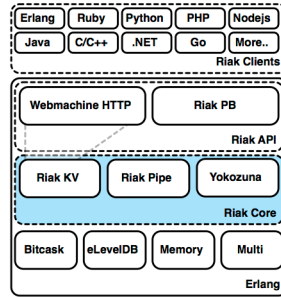 Erlang Ruby Python PHP Nodejs
Java C/C++ .NET Go More..
Riak Clients
Webmachine HTTP Riak PB
Riak API
Riak KV Riak Pipe Yokozuna
Riak Core
Bitcask eLevelDB Memory Multi
Erlang